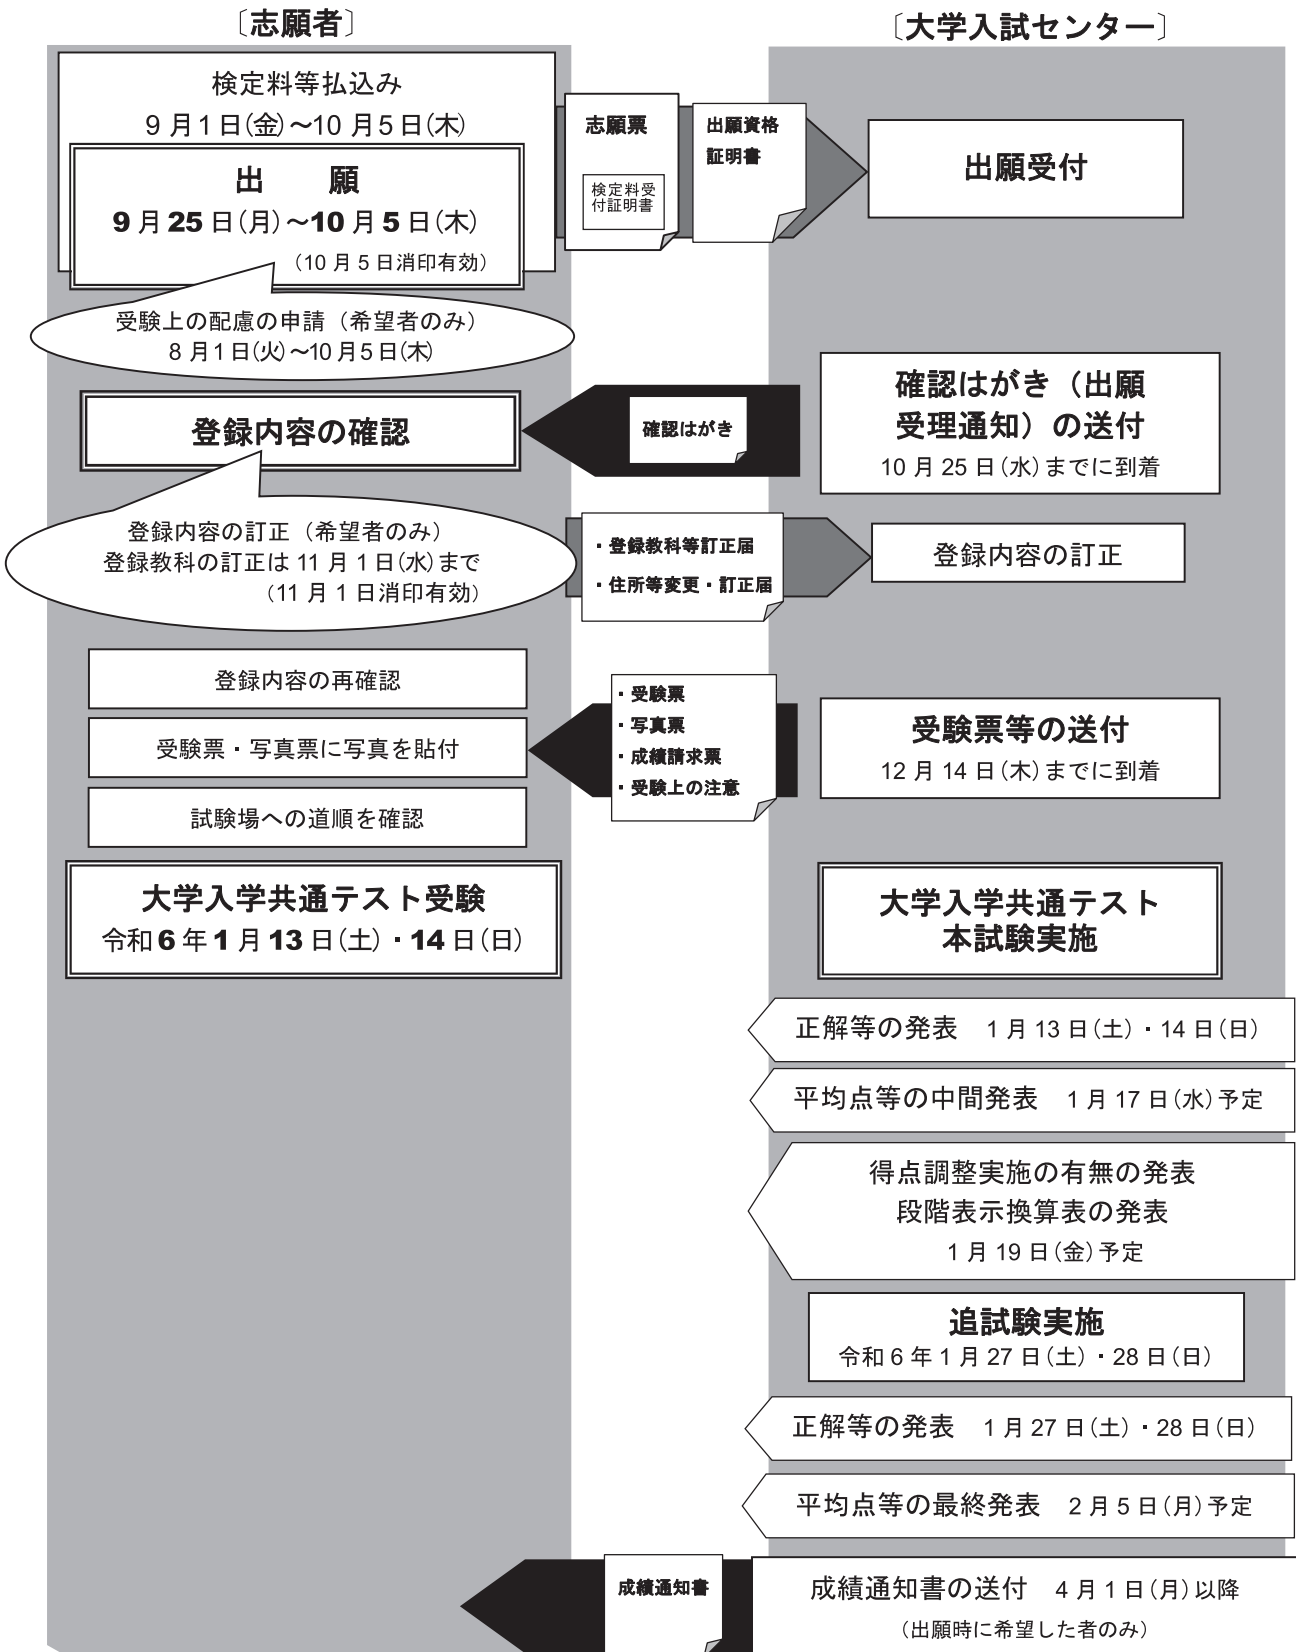 〔志願者〕
〔大学入試センター〕
検定料等払込み
9月1日(金)～10月5日(木)
出　　願
9月25日(月)～10月5日(木)
（10月5日消印有効）
志願票
検定料受
付証明書
出願資格
証明書
出願受付
受験上の配慮の申請（希望者のみ）
8月1日(火)～10月5日(木)
登録内容の確認
確認はがき
確認はがき（出願
受理通知）の送付
10月25日(水)までに到着
登録内容の訂正（希望者のみ）
登録教科の訂正は11月1日(水)まで
（11月1日消印有効）
・登録教科等訂正届
・住所等変更・訂正届
登録内容の訂正
登録内容の再確認
受験票・写真票に写真を貼付
試験場への道順を確認
・受験票
・写真票
・成績請求票
・受験上の注意
受験票等の送付
12月14日(木)までに到着
大学入学共通テスト受験
令和6年1月13日(土)・14日(日)
大学入学共通テスト
本試験実施
正解等の発表　1月13日(土)・14日(日)
平均点等の中間発表　1月17日(水)予定
得点調整実施の有無の発表
段階表示換算表の発表
1月19日(金)予定
追試験実施
令和6年1月27日(土)・28日(日)
正解等の発表　1月27日(土)・28日(日)
平均点等の最終発表　2月5日(月)予定
成績通知書
成績通知書の送付　4月1日(月)以降
（出願時に希望した者のみ）